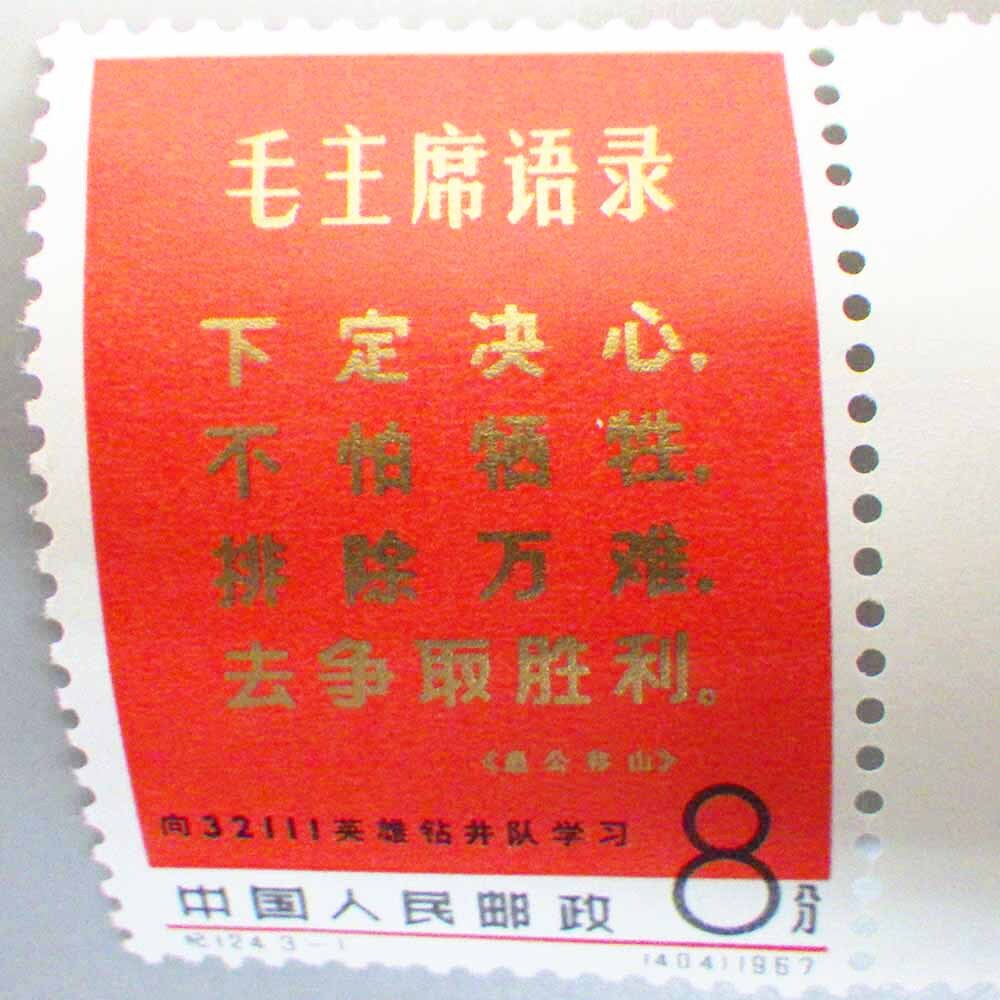 毛主席语录
下定决心,
不怕牺牲,
排除万难,
去争取胜利。
《愚公移山》
向32111英雄钻井队学习
8分
中国人民邮政
纪124.3-1
(404)1967